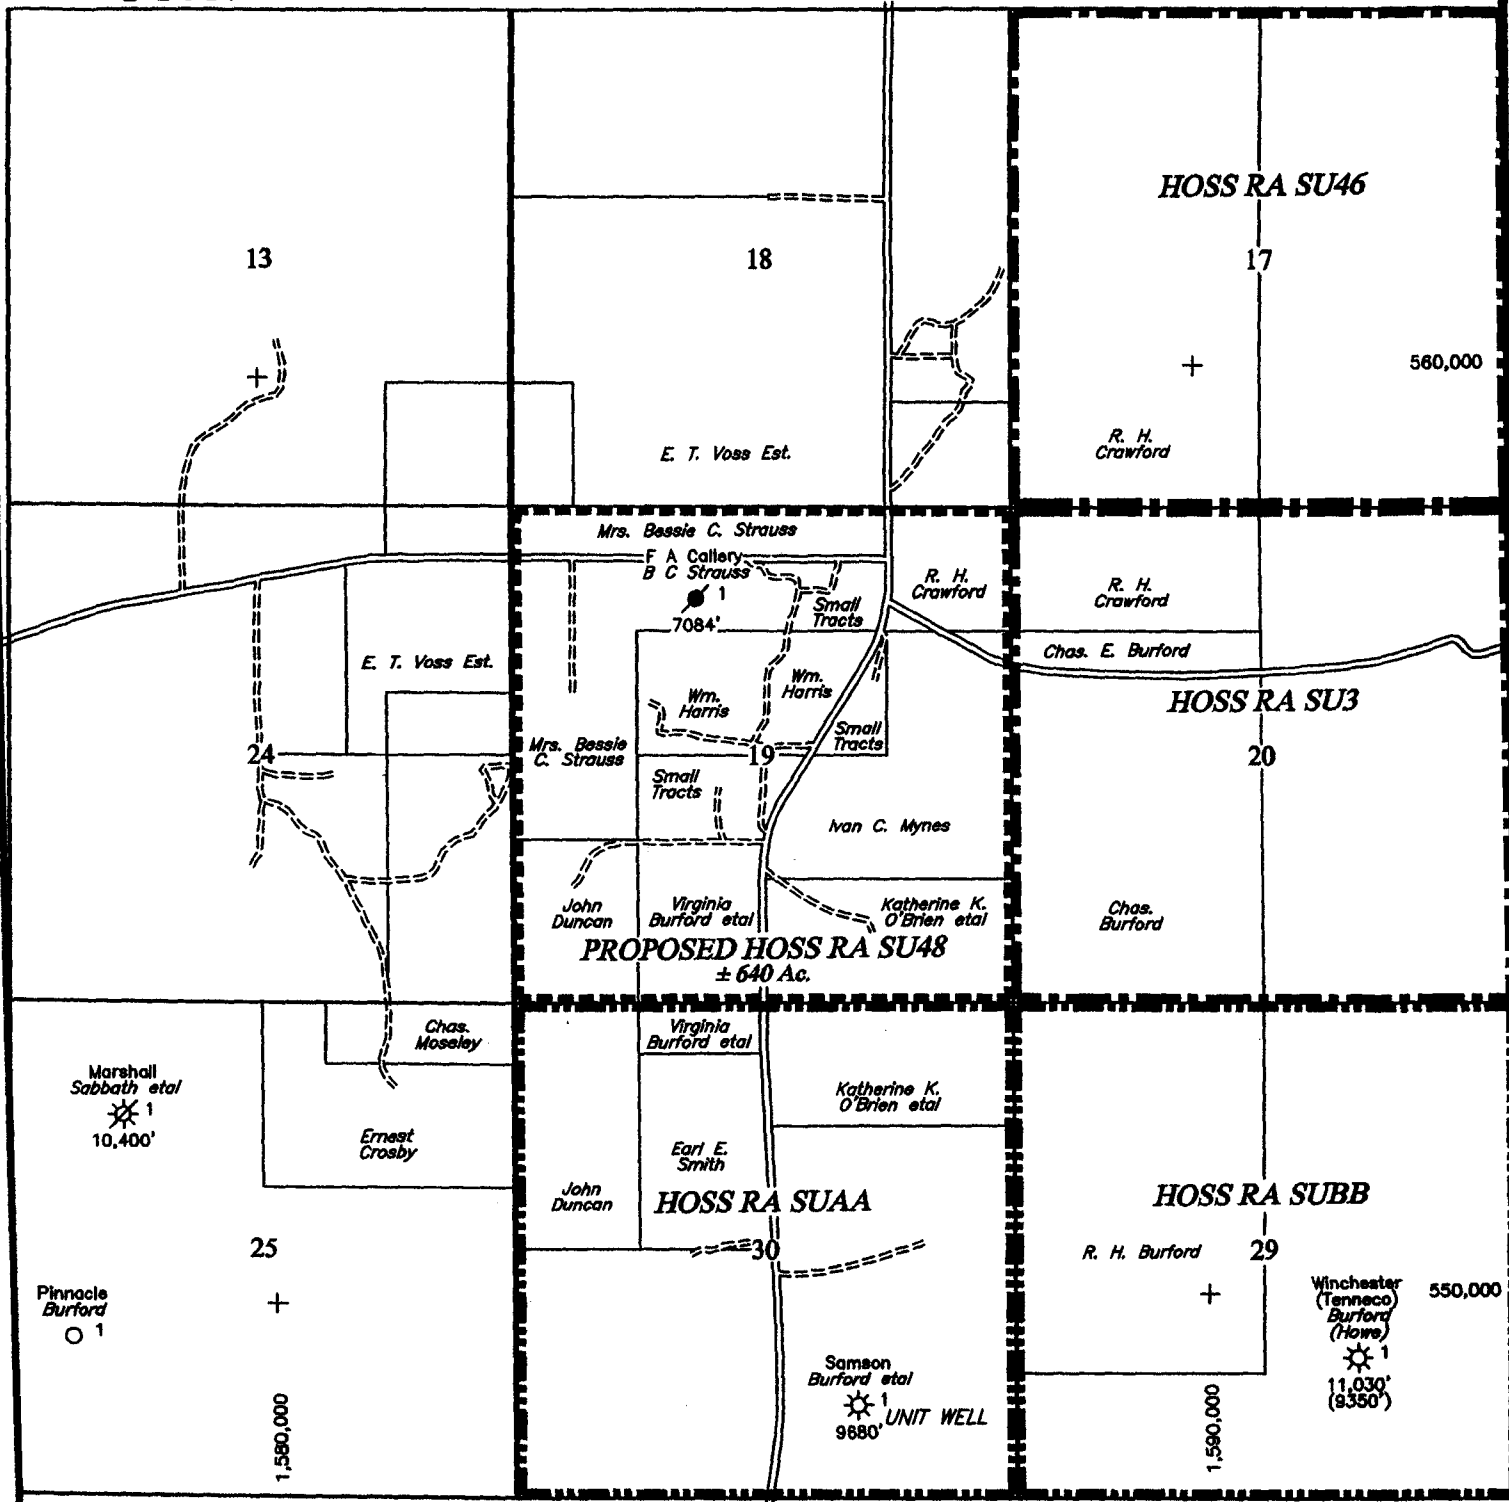 HOSS RA SU46
13
18
17
560,000
E. T. Voss Est.
R. H.
Crawford
Mrs. Bessie C. Strauss
F A Callery
B C Strauss
1
7084'
Small
Tracts
R. H.
Crawford
R. H.
Crawford
Chas. E. Burford
E. T. Voss Est.
Wm.
Harris
Wm.
Harris
HOSS RA SU3
Mrs. Bessie
C. Strauss
Small
Tracts
24
19
20
Small
Tracts
Ivan C. Mynes
John
Duncan
Virginia
Burford etal
Katherine K.
O'Brien etal
Chas.
Burford
PROPOSED HOSS RA SU48
± 640 Ac.
Chas.
Moseley
Virginia
Burford etal
Marshall
Sabbath etal
1
10,400'
Katherine K.
O'Brien etal
Ernest
Crosby
Earl E.
Smith
John
Duncan
HOSS RA SUAA
HOSS RA SUBB
25
30
R. H. Burford
29
Pinnacle
Burford
1
Winchester
(Tenneco)
Burford
(Howe)
1
11,030'
(9350')
550,000
Samson
Burford etal
1
UNIT WELL
9680'
1,580,000
1,590,000